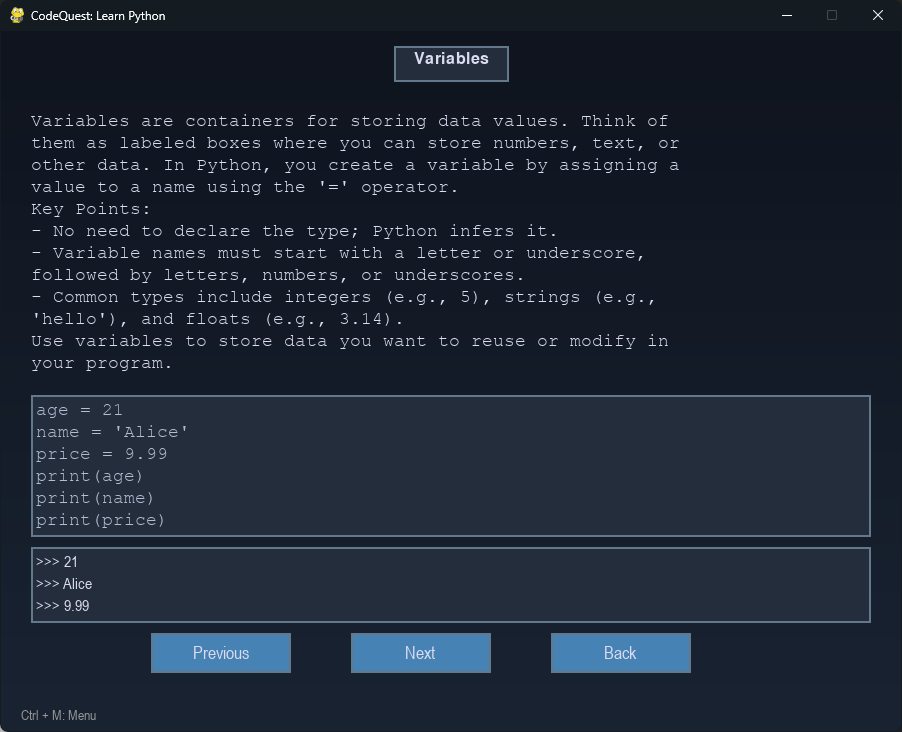 CodeQuest: Learn Python
Variables
Variables are containers for storing data values. Think of
them as labeled boxes where you can store numbers, text, or
other data. In Python, you create a variable by assigning a
value to a name using the '=' operator.
Key Points:
- No need to declare the type; Python infers it.
- Variable names must start with a letter or underscore,
followed by letters, numbers, or underscores.
- Common types include integers (e.g., 5), strings (e.g.,
'hello'), and floats (e.g., 3.14).
Use variables to store data you want to reuse or modify in
your program.
age = 21
name = 'Alice'
price = 9.99
print(age)
print(name)
print(price)
>>> 21
>>> Alice
>>> 9.99
Previous
Next
Back
Ctrl + M: Menu